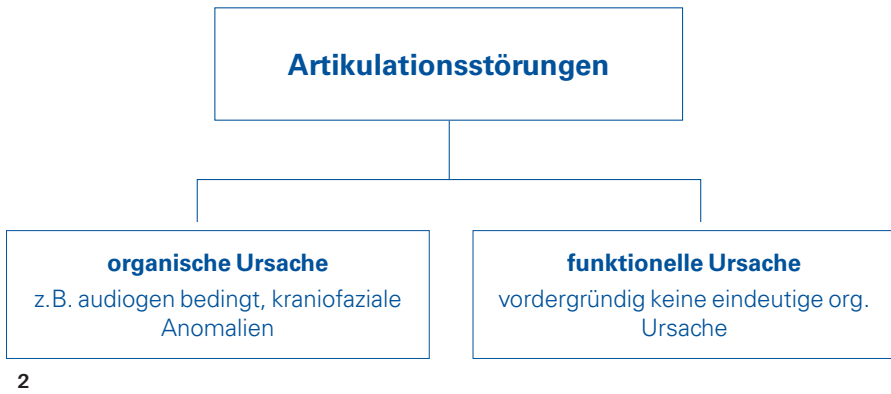 Artikulationsstörungen
organische Ursache
z.B. audiogen bedingt, kraniofaziale
Anomalien
funktionelle Ursache
vordergründig keine eindeutige org.
Ursache
2